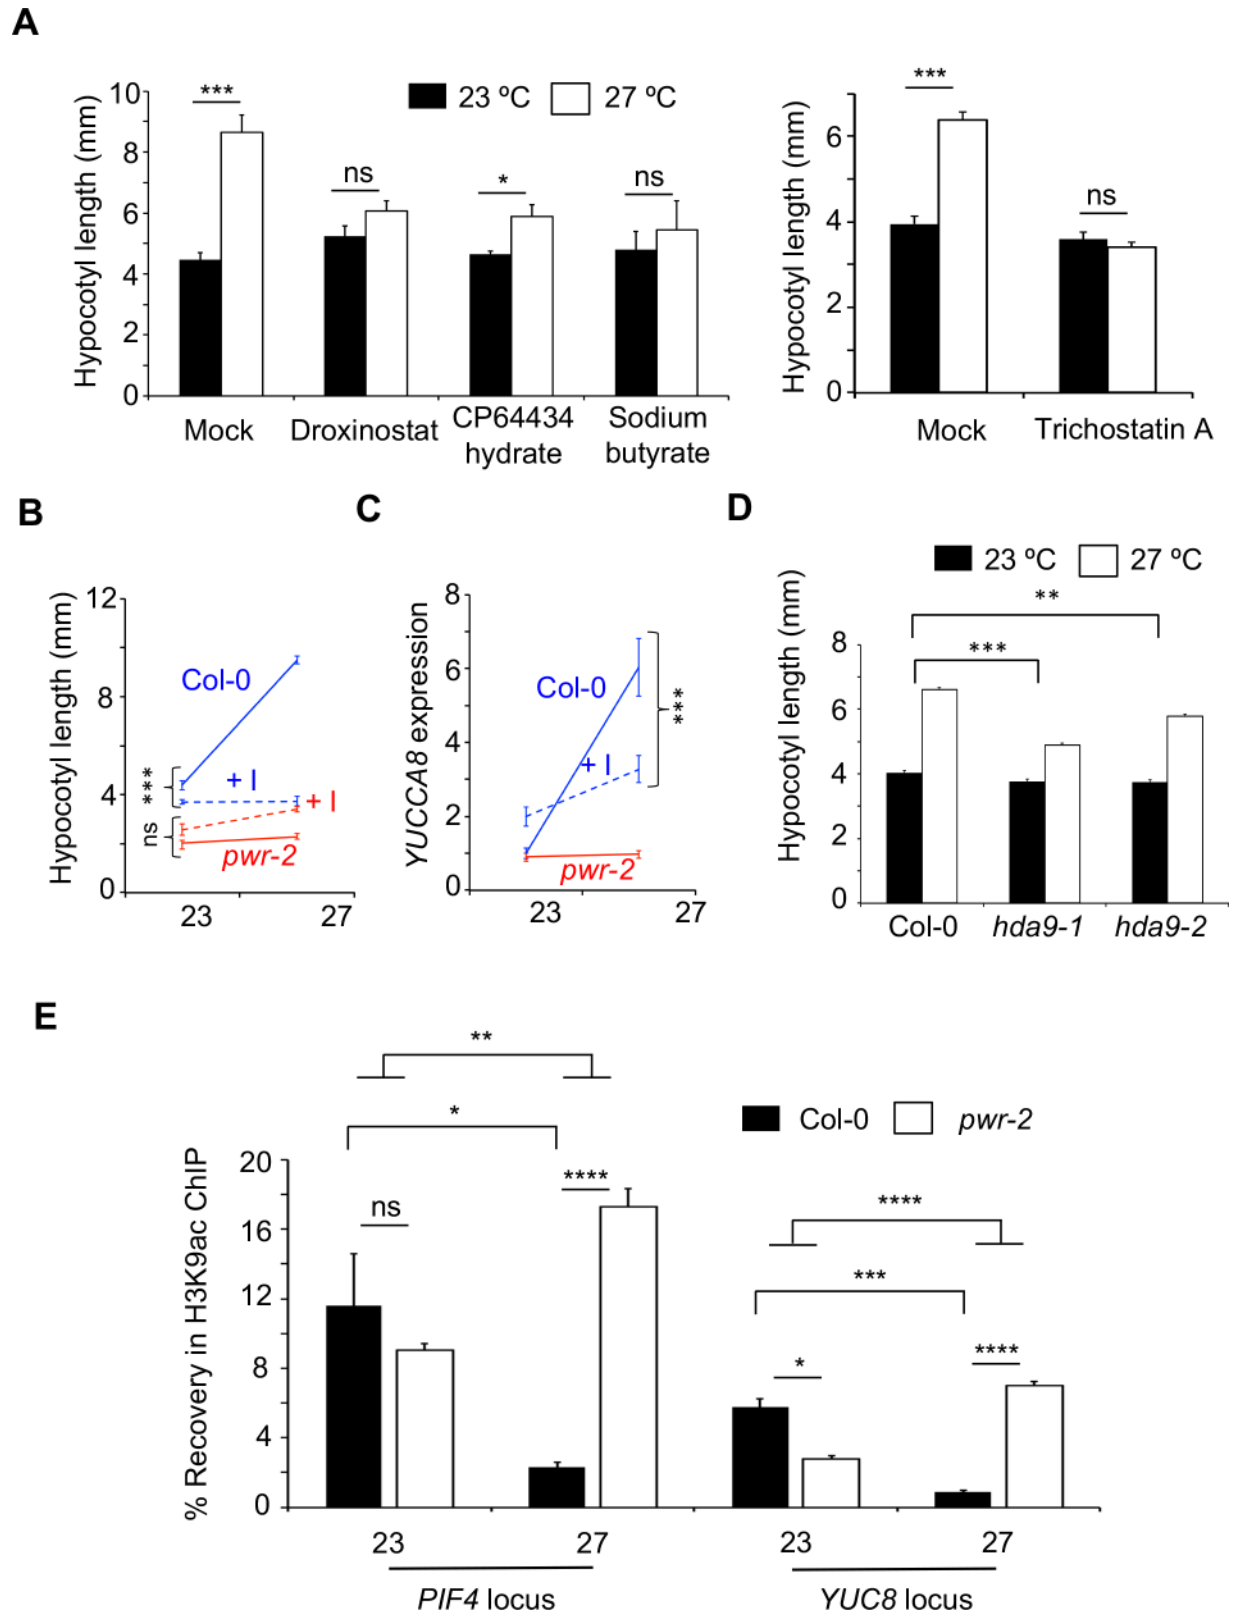 A
Hypocotyl length (mm)
10
8
6
4
2
0
***
ns
*
ns
23 ºC
27 ºC
Mock
Droxinostat
CP64434
hydrate
Sodium
butyrate
Hypocotyl length (mm)
6
4
2
0
***
ns
Mock
Trichostatin A
B
Hypocotyl length (mm)
12
8
4
0
Col-0
+ I
+ I
pwr-2
***
ns
23
27
C
YUCCA8 expression
8
6
4
2
0
Col-0
+ I
pwr-2
***
23
27
D
23 ºC
27 ºC
Hypocotyl length (mm)
8
6
4
2
0
**
***
Col-0
hda9-1
hda9-2
E
% Recovery in H3K9ac ChIP
20
16
12
8
4
0
**
*
ns
****
Col-0
pwr-2
****
***
*
****
23
27
23
27
PIF4 locus
YUC8 locus